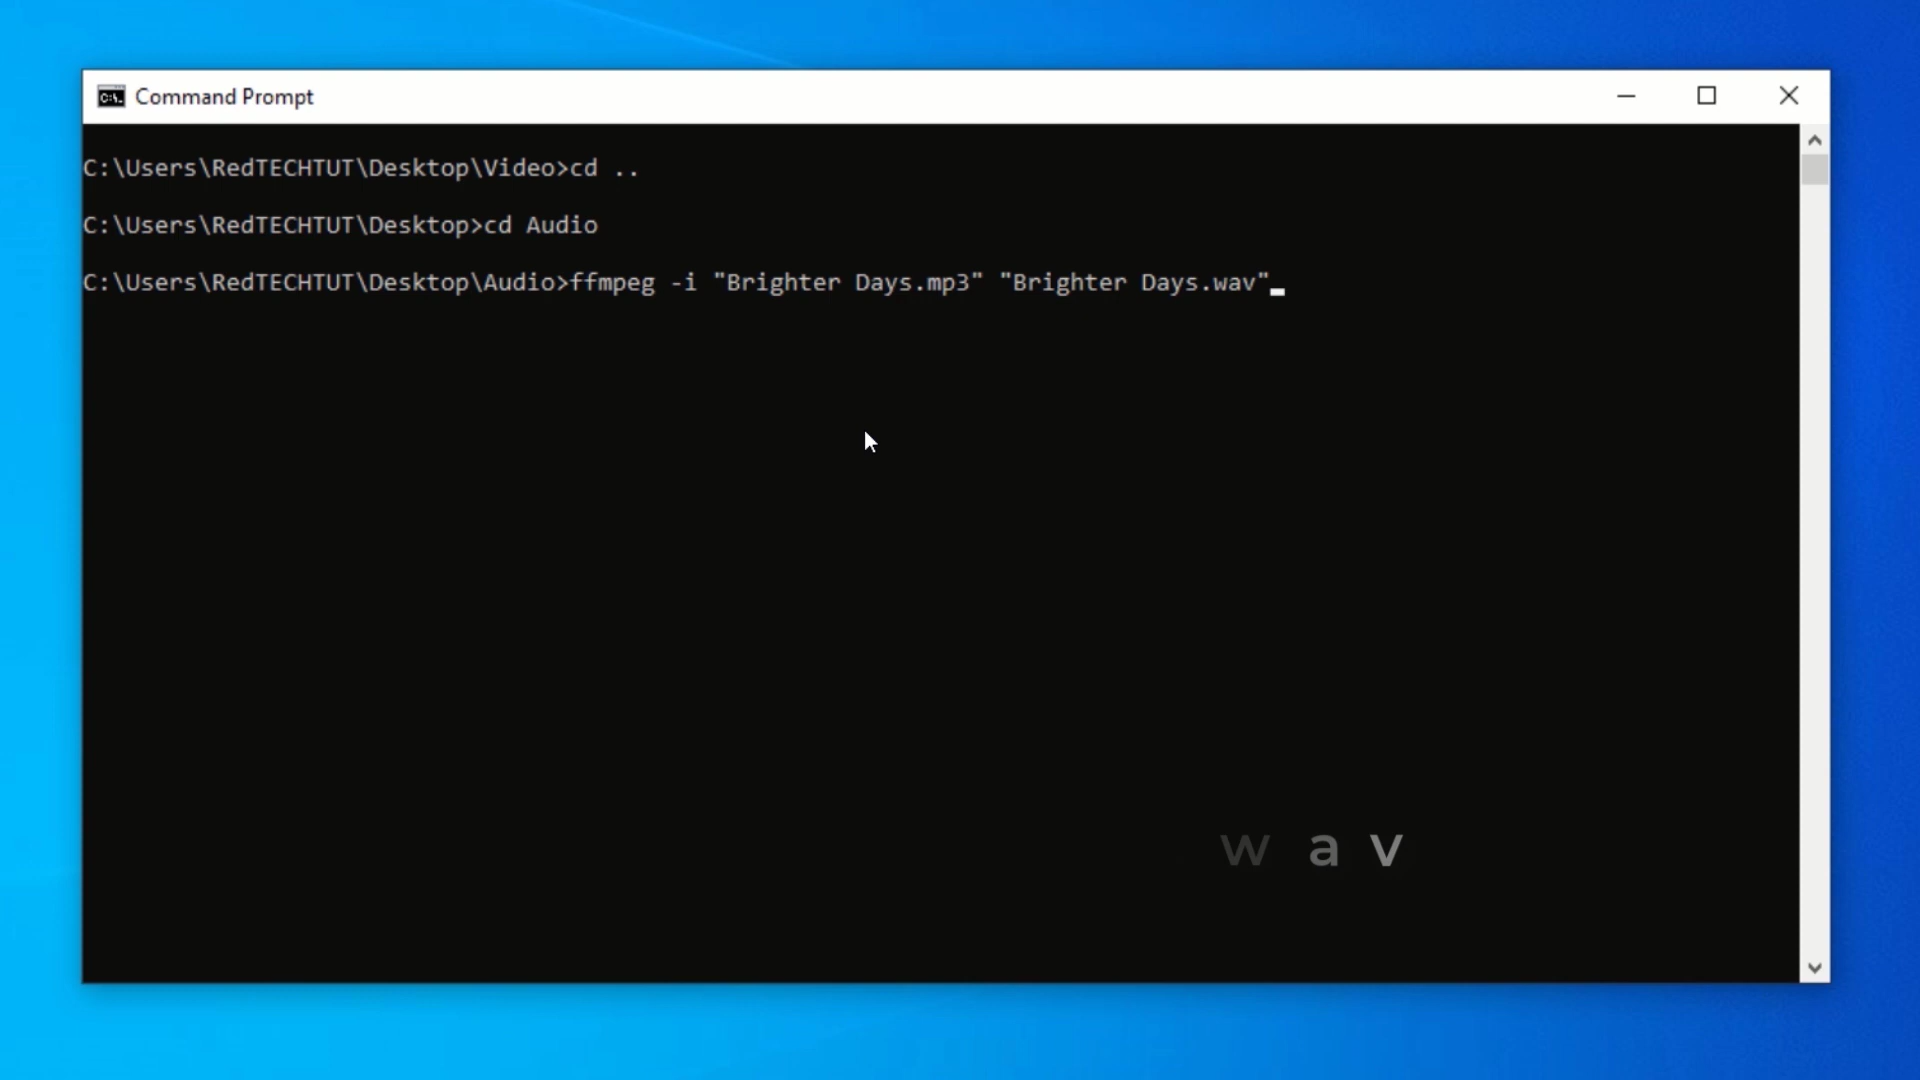 Command Prompt
C:\Users\RedTECHTUT\Desktop\Video>cd ..
C:\Users\RedTECHTUT\Desktop>cd Audio
C:\Users\RedTECHTUT\Desktop\Audio>ffmpeg -i "Brighter Days.mp3" "Brighter Days.wav"
w a v